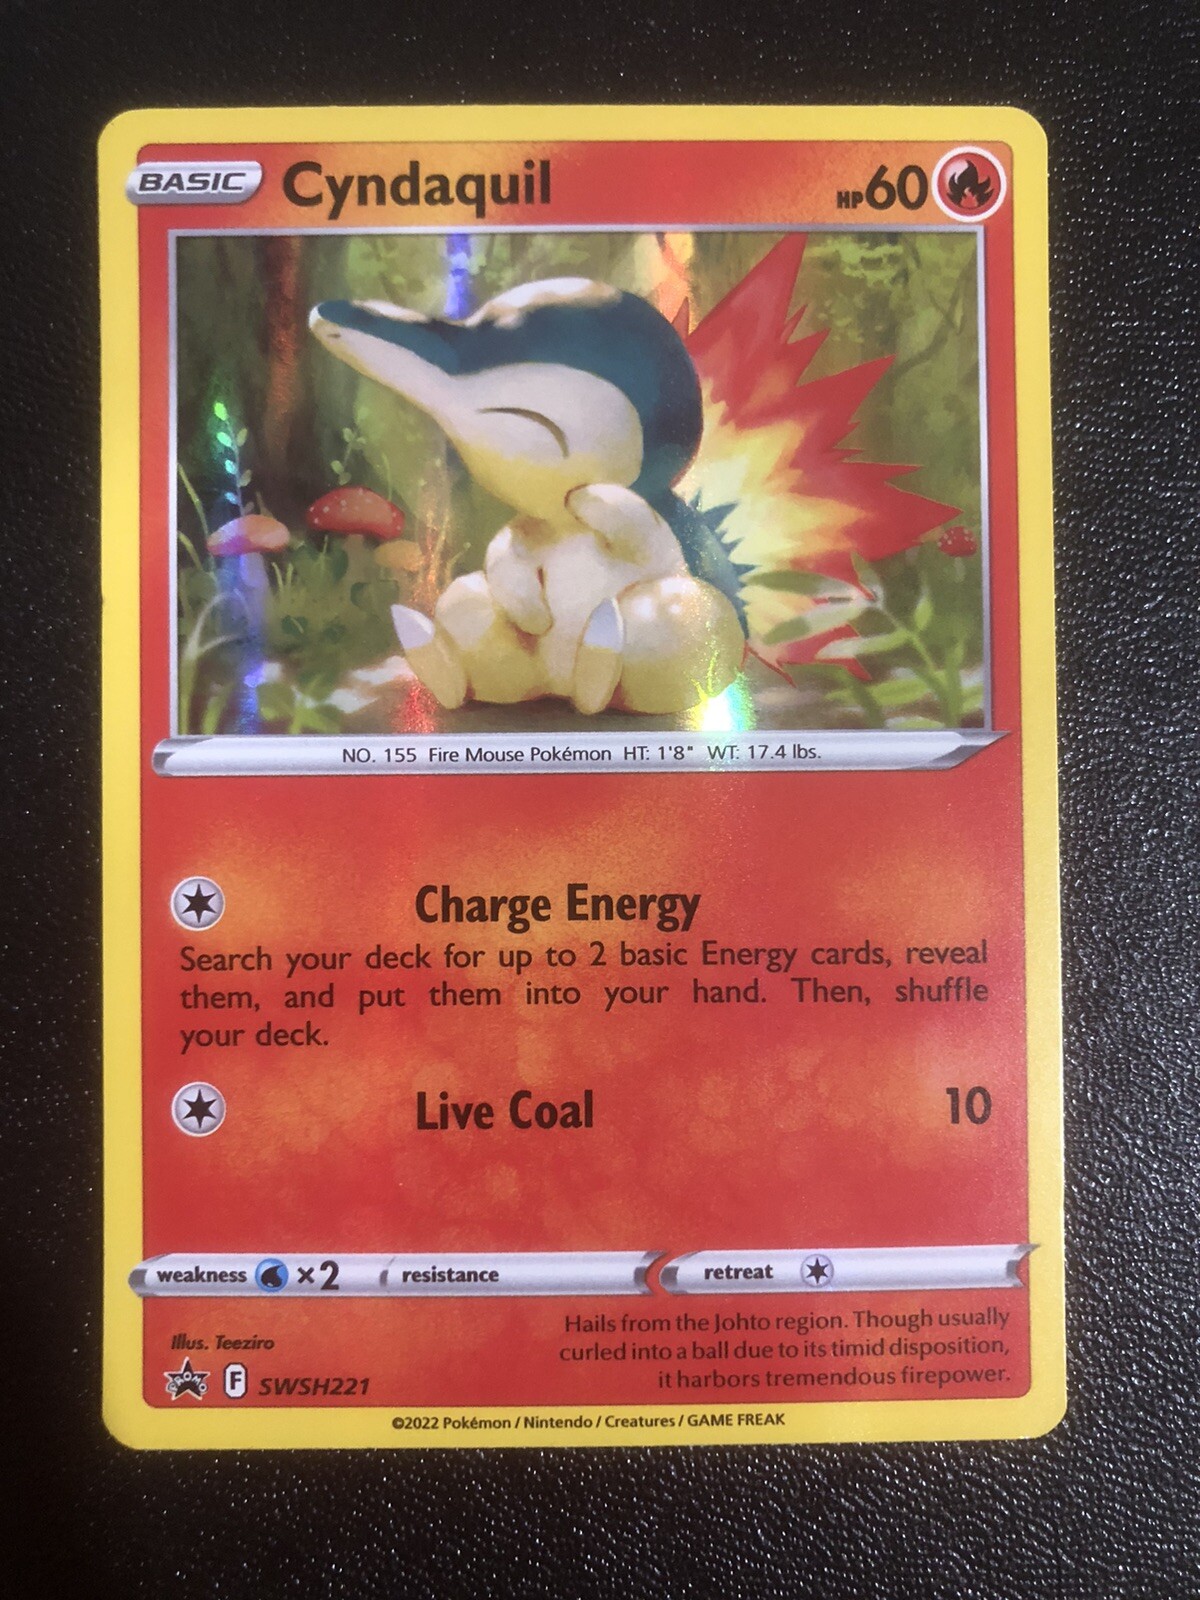 BASIC Cyndaquil HP60
NO. 155 Fire Mouse Pokémon HT: 1'8" WT: 17.4 lbs.
Charge Energy
Search your deck for up to 2 basic Energy cards, reveal
them, and put them into your hand. Then, shuffle
your deck.
Live Coal 10
weakness ×2 resistance retreat
Illus. Teeziro
PROMO F SWSH221
Hails from the Johto region. Though usually
curled into a ball due to its timid disposition,
it harbors tremendous firepower.
©2022 Pokémon / Nintendo / Creatures / GAME FREAK